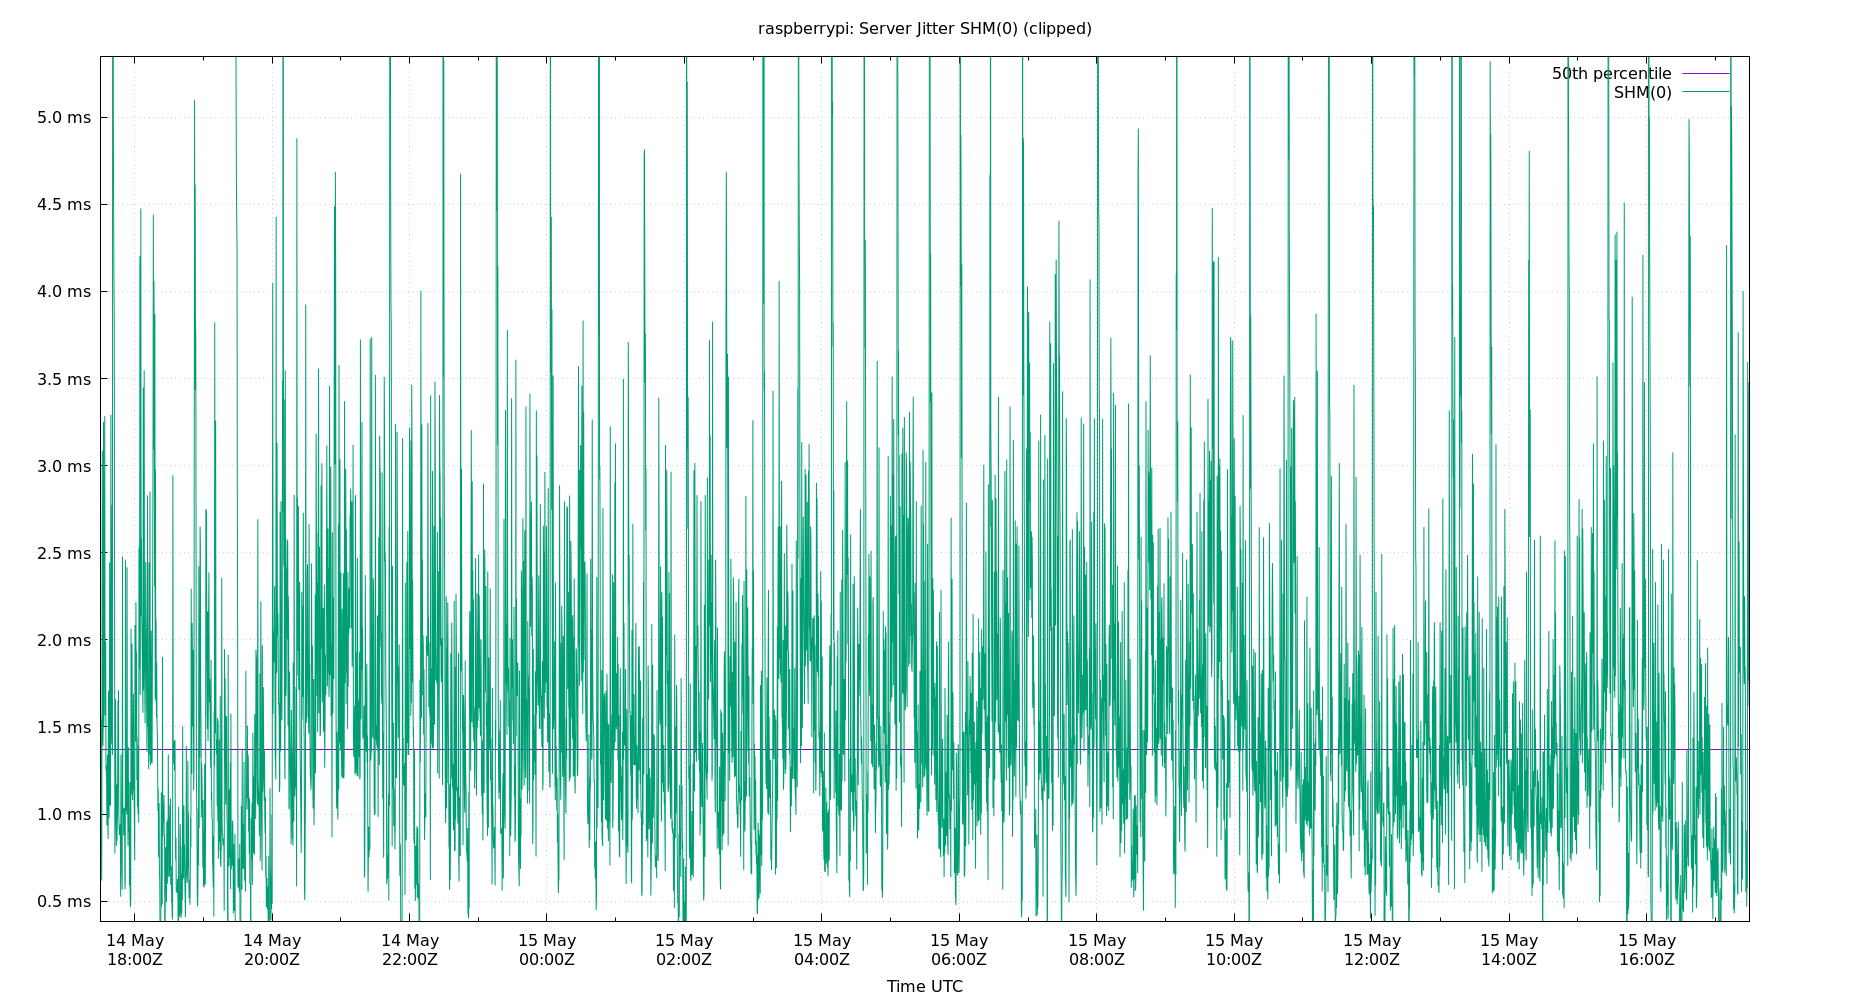 raspberrypi: Server Jitter SHM(0) (clipped)
50th percentile
SHM(0)
5.0 ms
4.5 ms
4.0 ms
3.5 ms
3.0 ms
2.5 ms
2.0 ms
1.5 ms
1.0 ms
0.5 ms
14 May 14 May 14 May 15 May 15 May 15 May 15 May 15 May 15 May 15 May 15 May 15 May
18:00Z 20:00Z 22:00Z 00:00Z 02:00Z 04:00Z 06:00Z 08:00Z 10:00Z 12:00Z 14:00Z 16:00Z
Time UTC